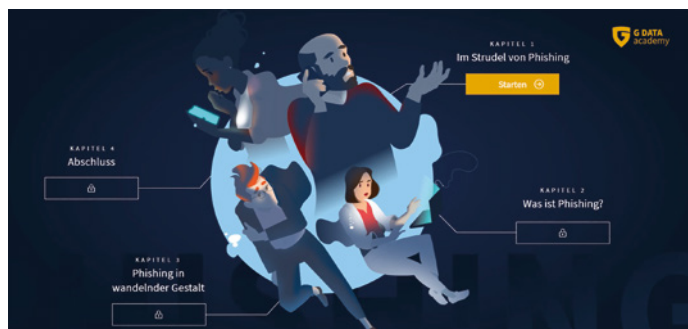 G DATA
academy
KAPITEL 1
Im Strudel von Phishing
Starten
KAPITEL 4
Abschluss
KAPITEL 2
Was ist Phishing?
KAPITEL 3
Phishing in
wandelnder Gestalt